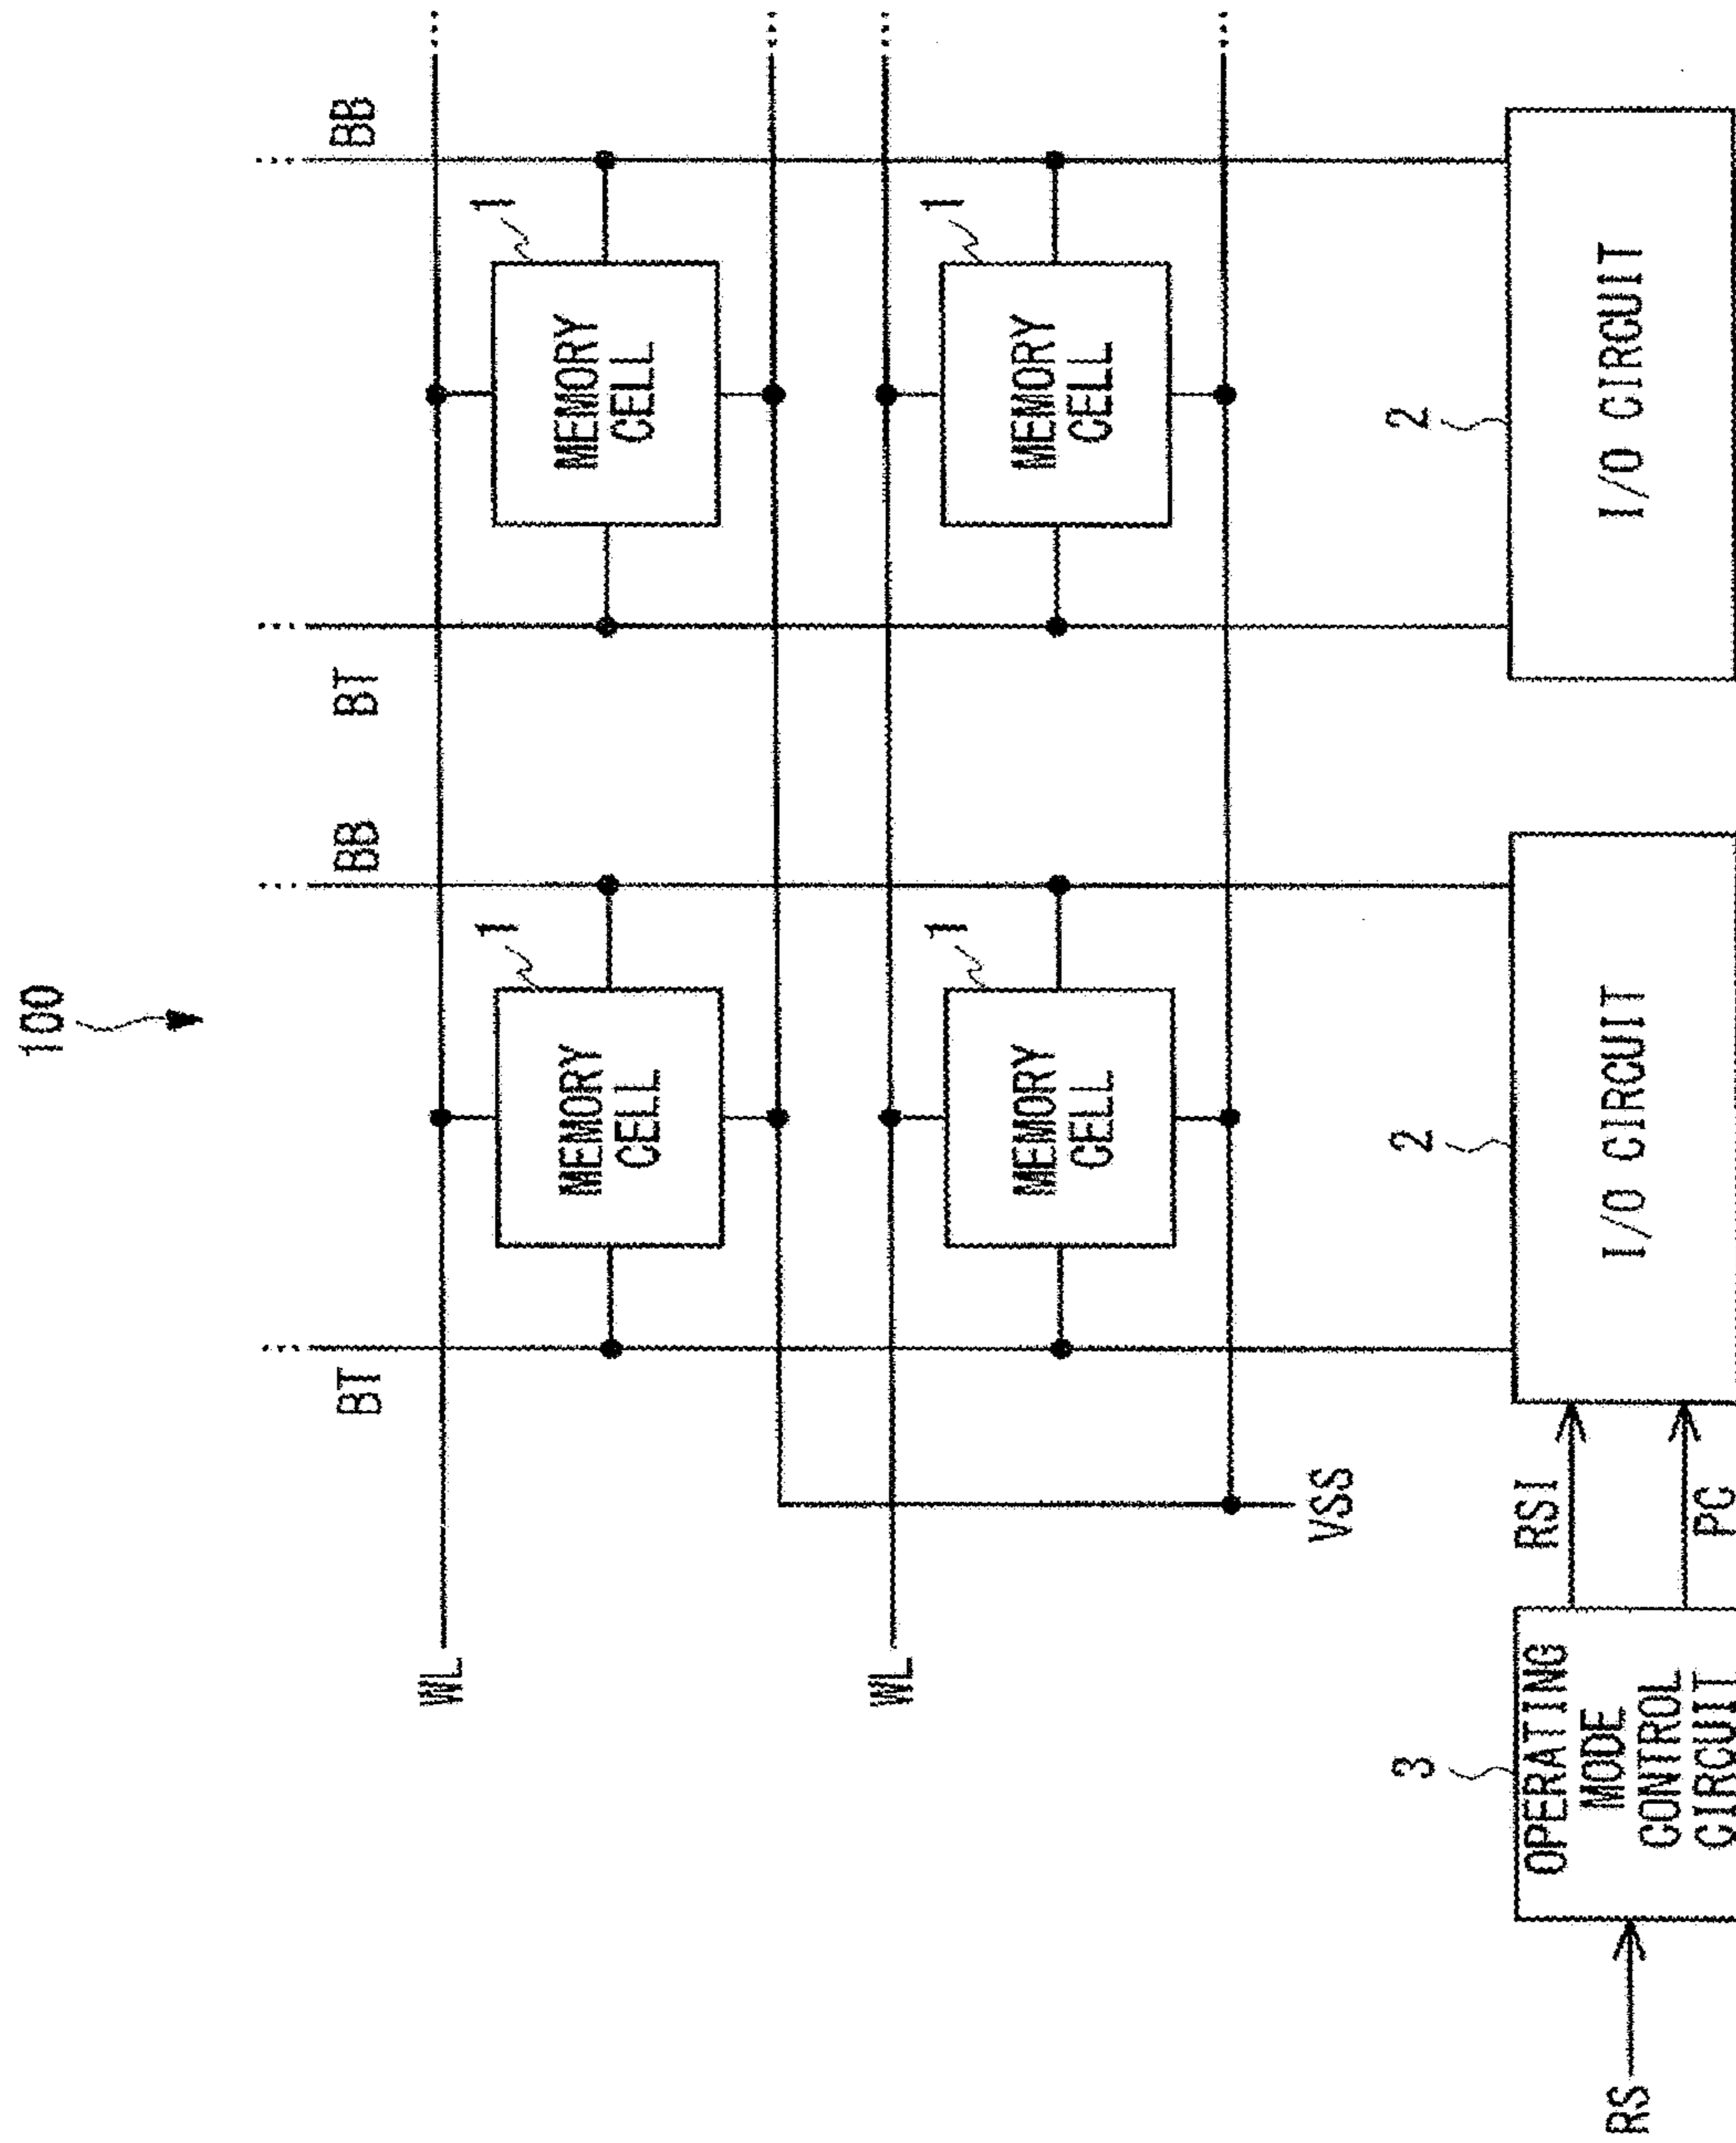 100
BT
BB
BT
BB
WL
1
MEMORY
CELL
1
MEMORY
CELL
WL
1
MEMORY
CELL
1
MEMORY
CELL
VSS
3
2
2
RS
OPERATING
MODE
CONTROL
CIRCUIT
RSI
PC
I/O CIRCUIT
I/O CIRCUIT